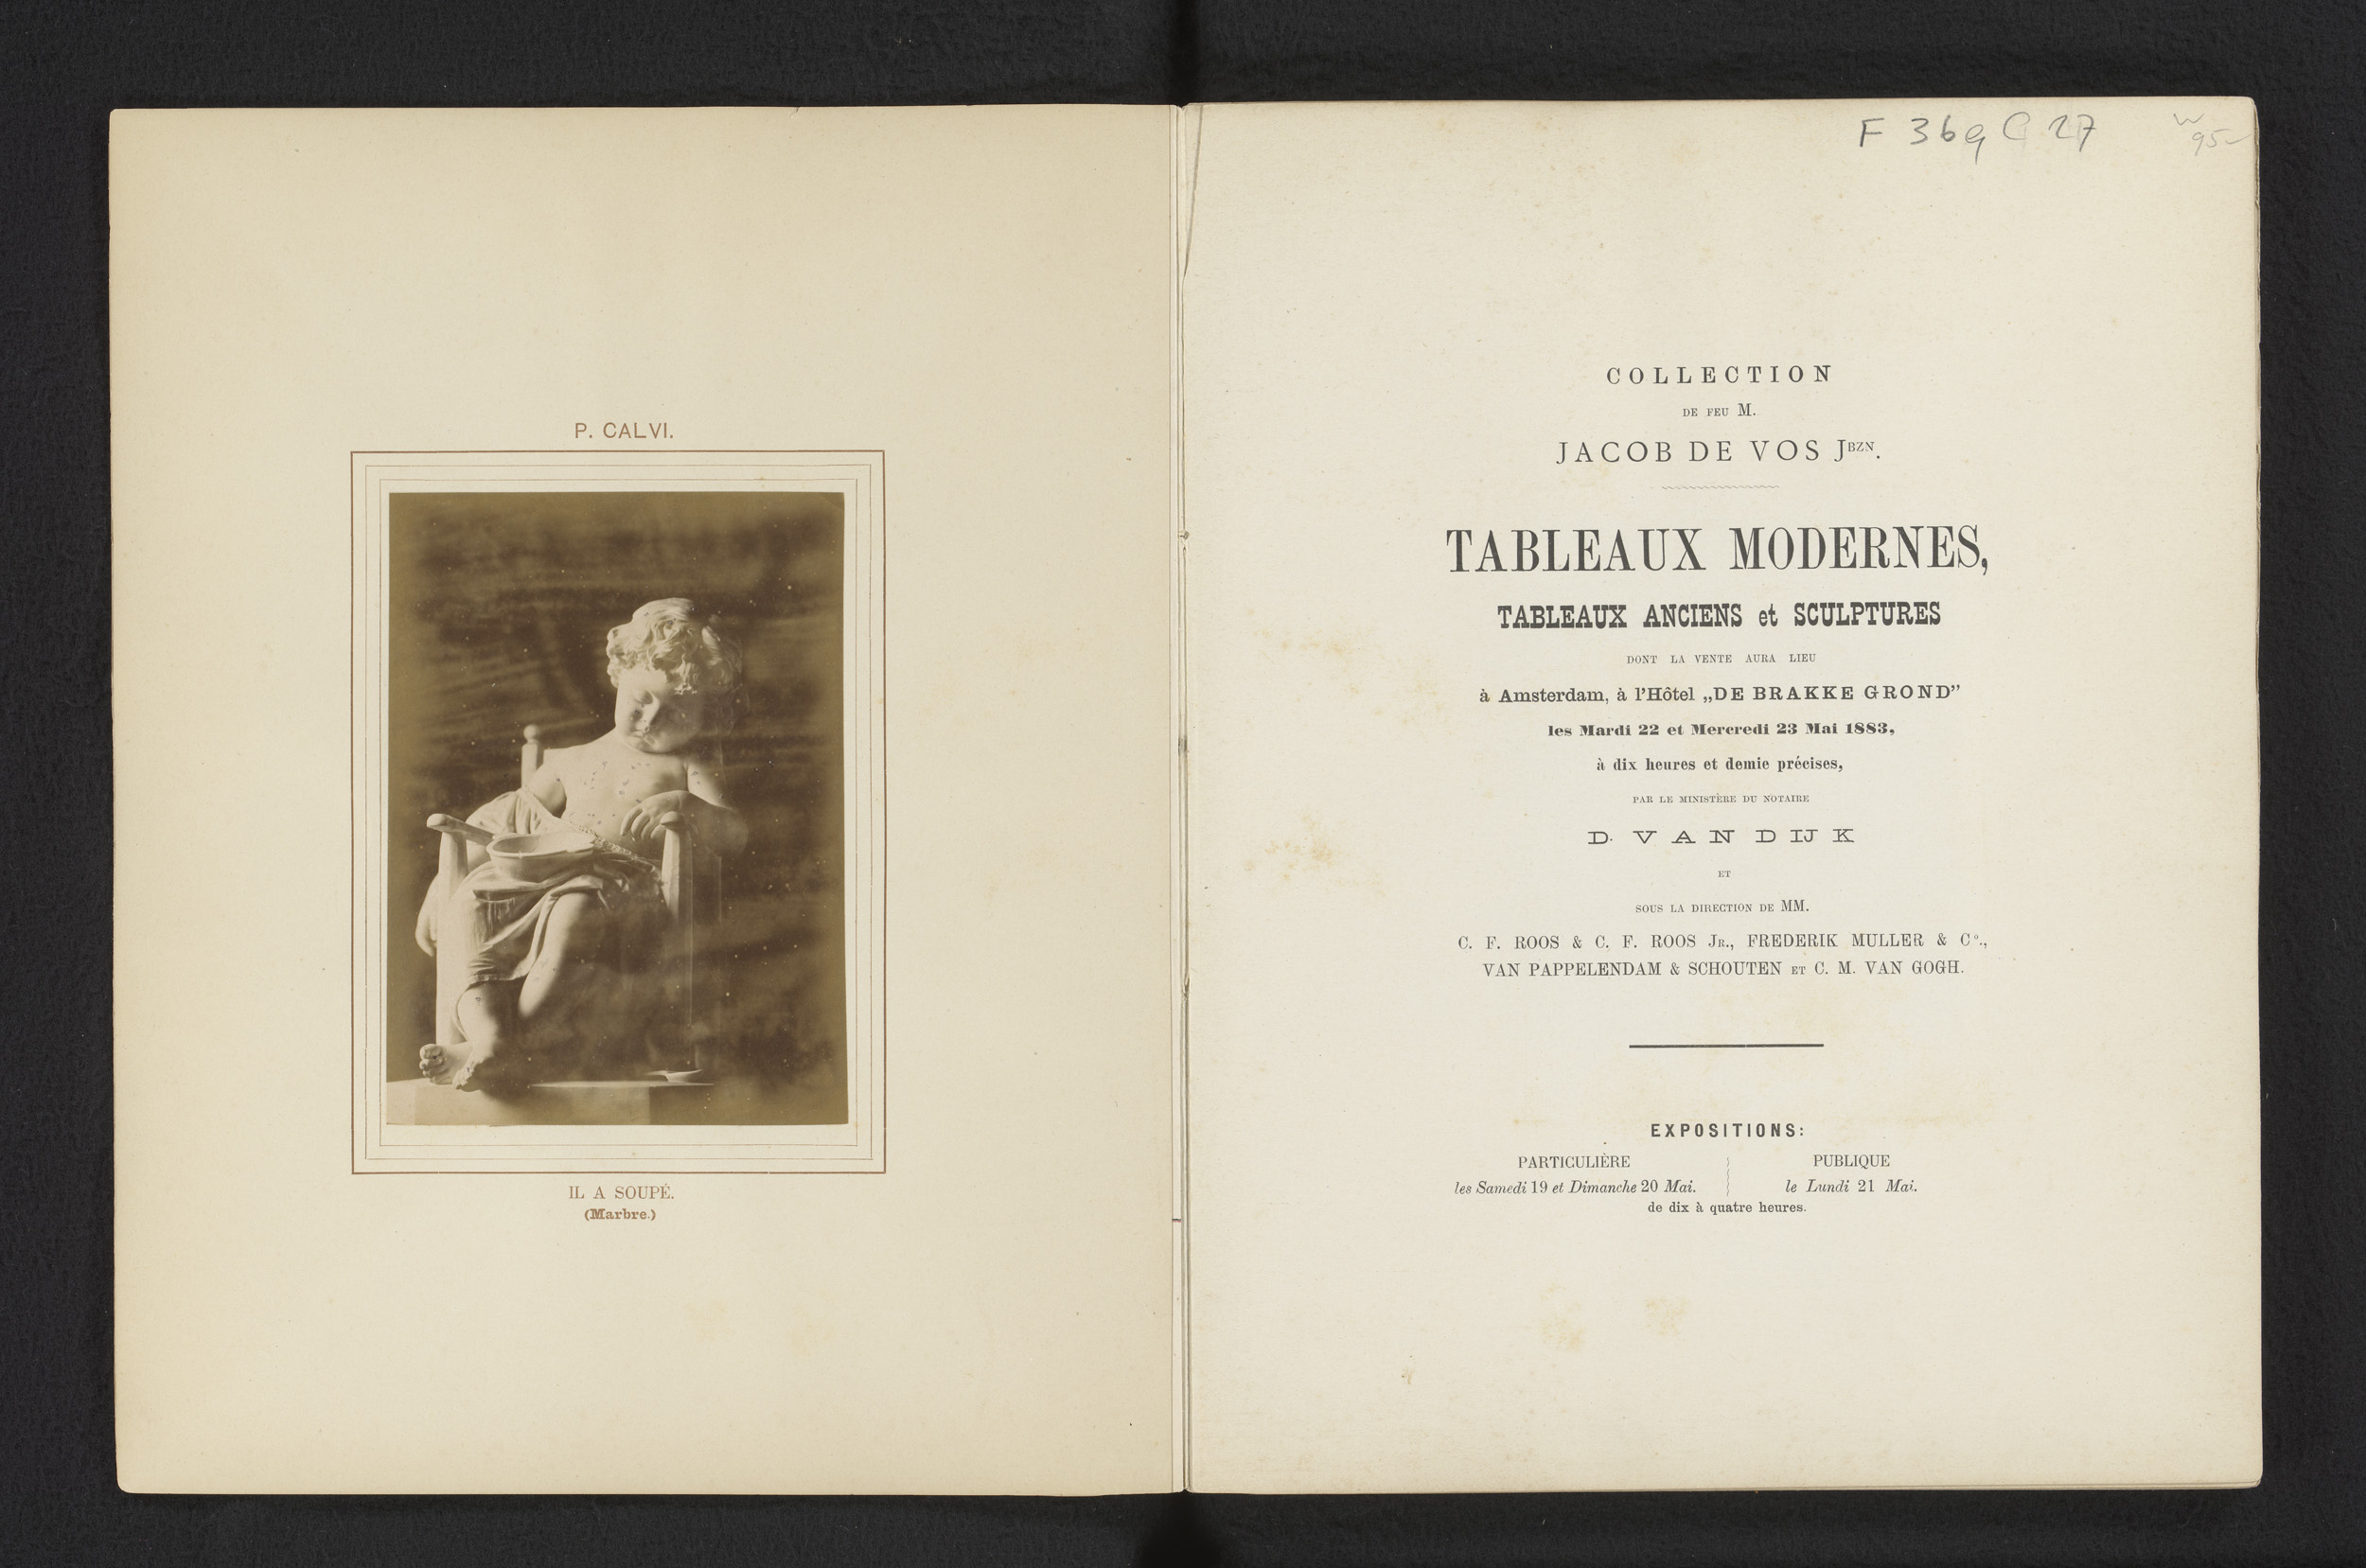 P. CALVI.
IL A SOUPÉ.
(Marbre.)
F 36g C 27
95-
COLLECTION
DE FEU M.
JACOB DE VOS JBZN.
TABLEAUX MODERNES,
TABLEAUX ANCIENS et SCULPTURES
DONT LA VENTE AURA LIEU
à Amsterdam, à l'Hôtel „DE BRAKKE GROND”
les Mardi 22 et Mercredi 23 Mai 1883,
à dix heures et demie précises,
PAR LE MINISTÈRE DU NOTAIRE
D. VAN DIJK
ET
SOUS LA DIRECTION DE MM.
C. F. ROOS & C. F. ROOS Jr., FREDERIK MULLER & C°.,
VAN PAPPELENDAM & SCHOUTEN ET C. M. VAN GOGH.
EXPOSITIONS:
PARTICULIÈRE
les Samedi 19 et Dimanche 20 Mai.
PUBLIQUE
le Lundi 21 Mai.
de dix à quatre heures.